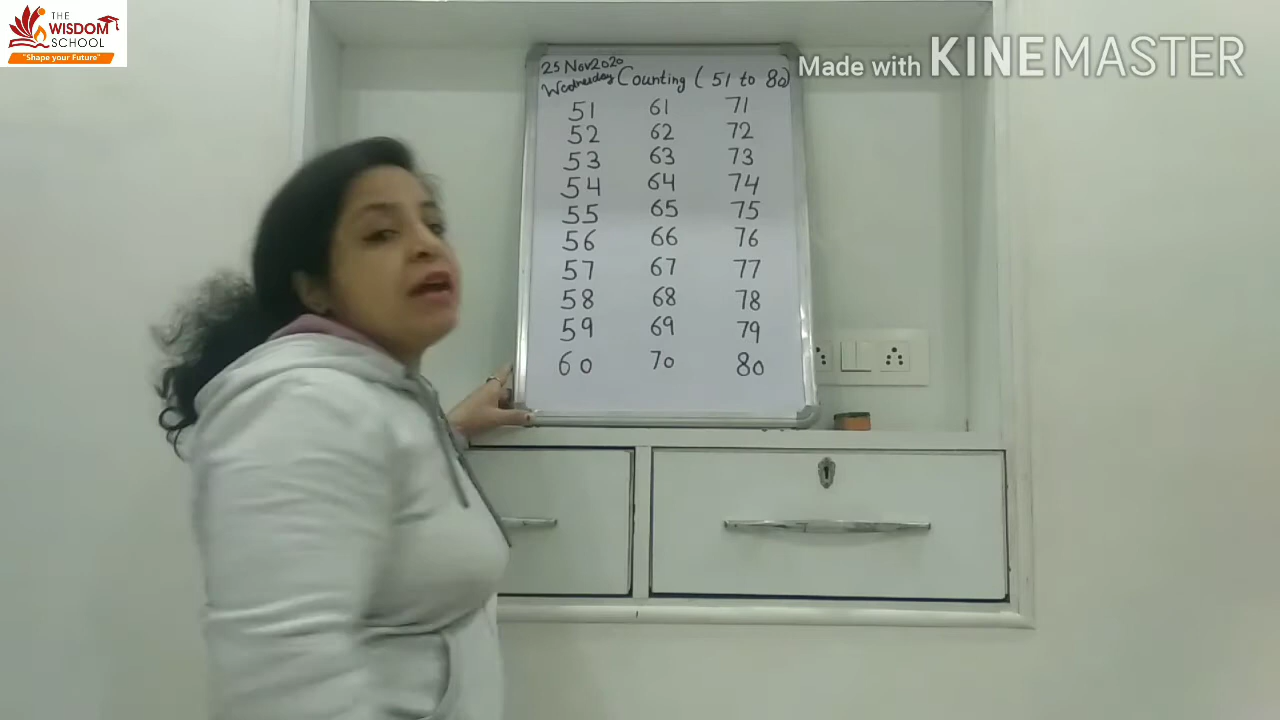 THE
WISDOM
SCHOOL
"Shape your Future"
Made with KINEMASTER
25 Nov 2020
Wednesday Counting ( 51 to 80)
51 61 71
52 62 72
53 63 73
54 64 74
55 65 75
56 66 76
57 67 77
58 68 78
59 69 79
60 70 80